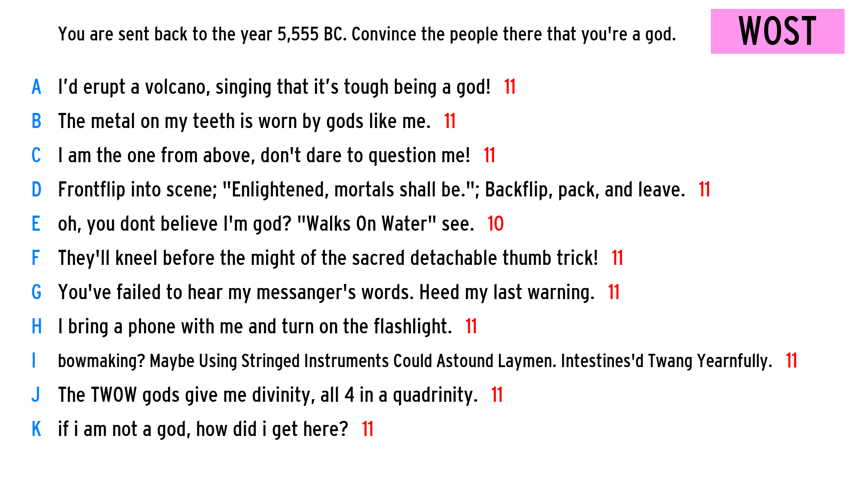 You are sent back to the year 5,555 BC. Convince the people there that you're a god.
WOST
A I’d erupt a volcano, singing that it’s tough being a god! 11
B The metal on my teeth is worn by gods like me. 11
C I am the one from above, don't dare to question me! 11
D Frontflip into scene; "Enlightened, mortals shall be."; Backflip, pack, and leave. 11
E oh, you dont believe I'm god? "Walks On Water" see. 10
F They'll kneel before the might of the sacred detachable thumb trick! 11
G You've failed to hear my messanger's words. Heed my last warning. 11
H I bring a phone with me and turn on the flashlight. 11
I bowmaking? Maybe Using Stringed Instruments Could Astound Laymen. Intestines'd Twang Yearnfully. 11
J The TWOW gods give me divinity, all 4 in a quadrinity. 11
K if i am not a god, how did i get here? 11